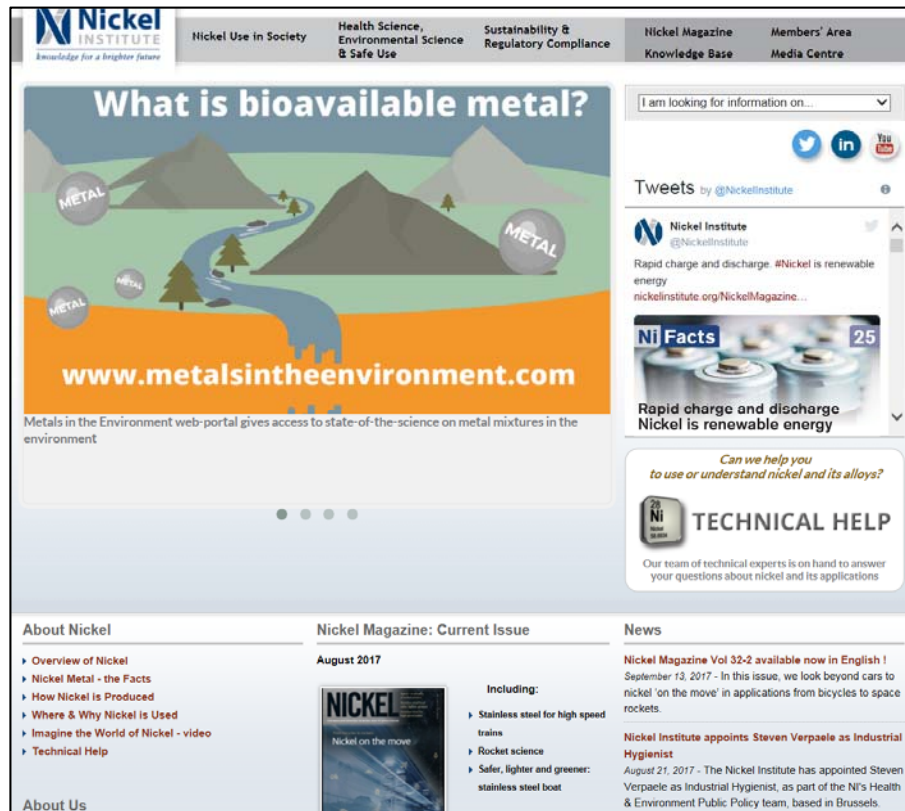 Nickel
INSTITUTE
knowledge for a brighter future
Nickel Use in Society
Health Science,
Environmental Science
& Safe Use
Sustainability &
Regulatory Compliance
Nickel Magazine
Members' Area
Knowledge Base
Media Centre
What is bioavailable metal?
METAL
METAL
METAL
METAL
www.metalsintheenvironment.com
Metals in the Environment web-portal gives access to state-of-the-science on metal mixtures in the
environment
I am looking for information on...
in
You
Tube
Tweets by @NickelInstitute
Nickel Institute
@NickelInstitute
Rapid charge and discharge. #Nickel is renewable
energy
nickelinstitute.org/NickelMagazine…
Ni Facts 25
Rapid charge and discharge
Nickel is renewable energy
Can we help you
to use or understand nickel and its alloys?
28
Ni
Nickel
58.6934
TECHNICAL HELP
Our team of technical experts is on hand to answer
your questions about nickel and its applications
About Nickel
Overview of Nickel
Nickel Metal - the Facts
How Nickel is Produced
Where & Why Nickel is Used
Imagine the World of Nickel - video
Technical Help
About Us
Nickel Magazine: Current Issue
August 2017
NICKEL
Nickel on the move
Including:
Stainless steel for high speed
trains
Rocket science
Safer, lighter and greener:
stainless steel boat
News
Nickel Magazine Vol 32-2 available now in English !
September 13, 2017 - In this issue, we look beyond cars to
nickel 'on the move' in applications from bicycles to space
rockets.
Nickel Institute appoints Steven Verpaele as Industrial
Hygienist
August 21, 2017 - The Nickel Institute has appointed Steven
Verpaele as Industrial Hygienist, as part of the NI's Health
& Environment Public Policy team, based in Brussels.